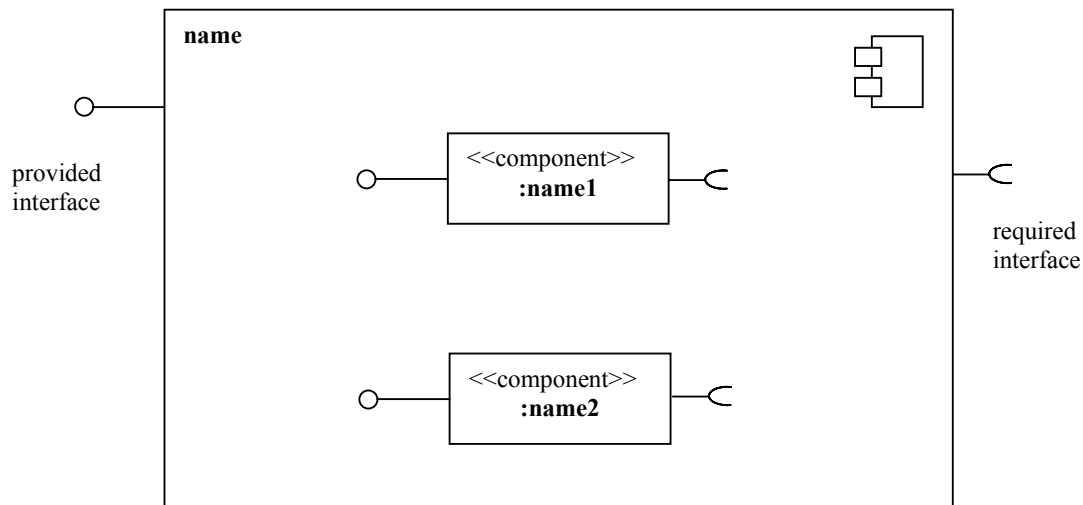 name
provided
interface
<<component>>
:name1
required
interface
<<component>>
:name2